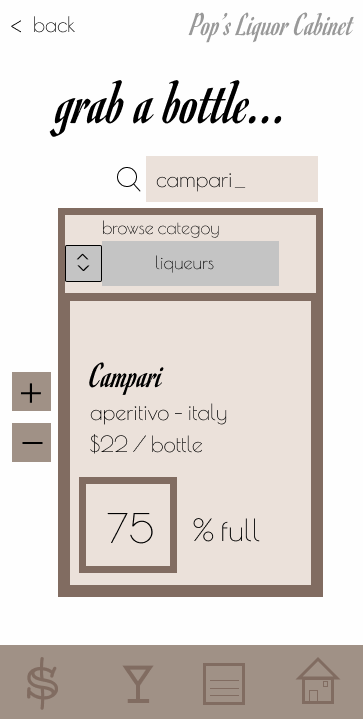 < back
Pop's Liquor Cabinet
grab a bottle...
campari_
browse categoy
liqueurs
Campari
aperitivo - italy
$22 / bottle
75 % full
+
-
$